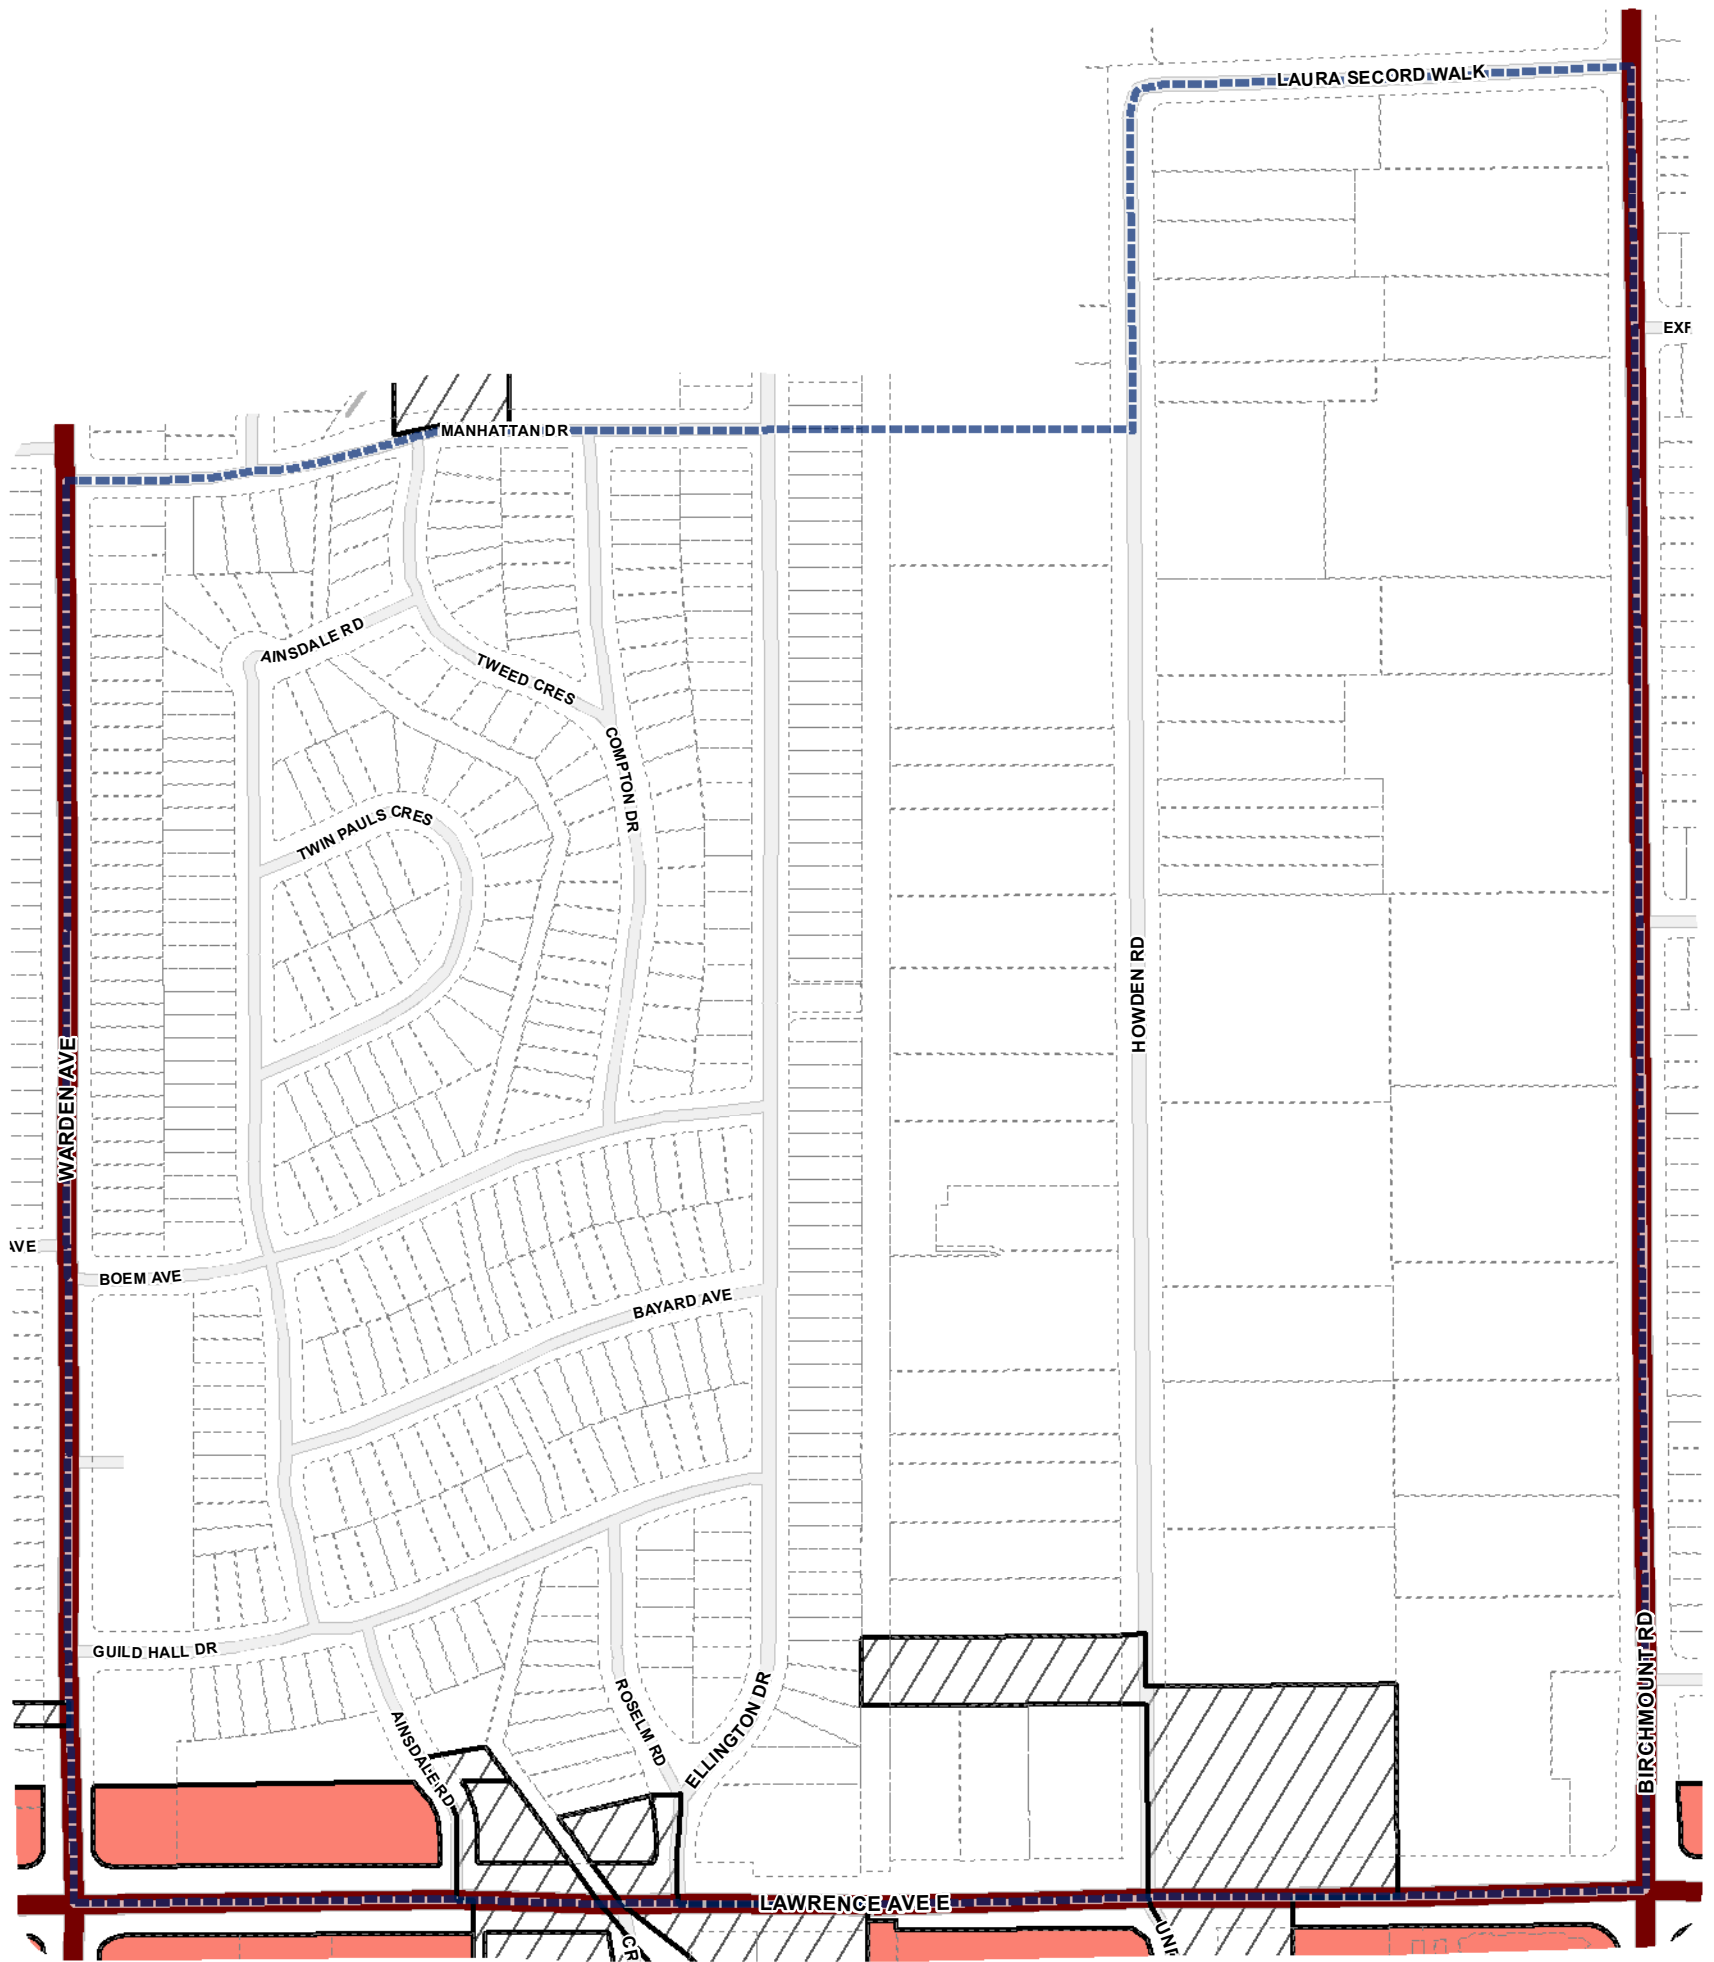 LAURA SECORD WALK
EXF
MANHATTAN DR
AINSDALE RD
TWEED CRES
COMPTON DR
TWIN PAULS CRES
HOWDEN RD
WARDEN AVE
AVE
BOEM AVE
BAYARD AVE
GUILD HALL DR
BIRCHMOUNT RD
ROSELM RD
ELLINGTON DR
AINSDALE RD
LAWRENCE AVE E
CR